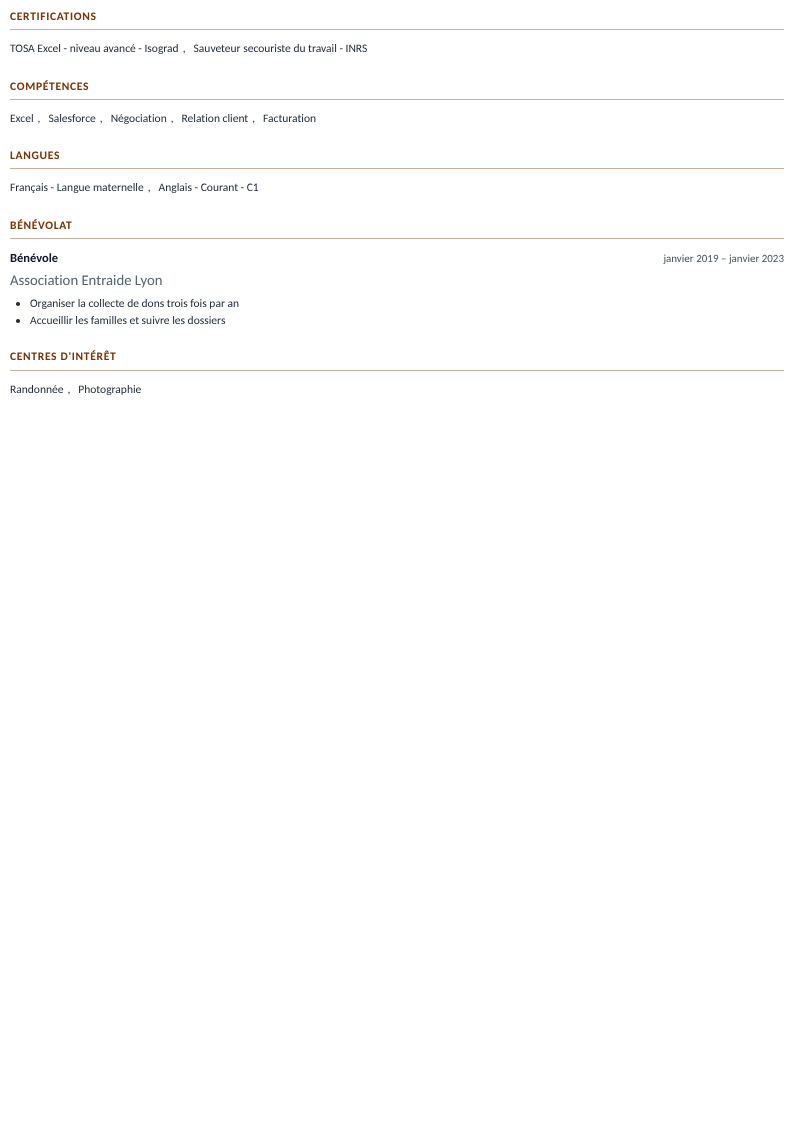 CERTIFICATIONS
TOSA Excel - niveau avancé - Isograd , Sauveteur secouriste du travail - INRS
COMPÉTENCES
Excel , Salesforce , Négociation , Relation client , Facturation
LANGUES
Français - Langue maternelle , Anglais - Courant - C1
BÉNÉVOLAT
Bénévole janvier 2019 – janvier 2023
Association Entraide Lyon
• Organiser la collecte de dons trois fois par an
• Accueillir les familles et suivre les dossiers
CENTRES D'INTÉRÊT
Randonnée , Photographie